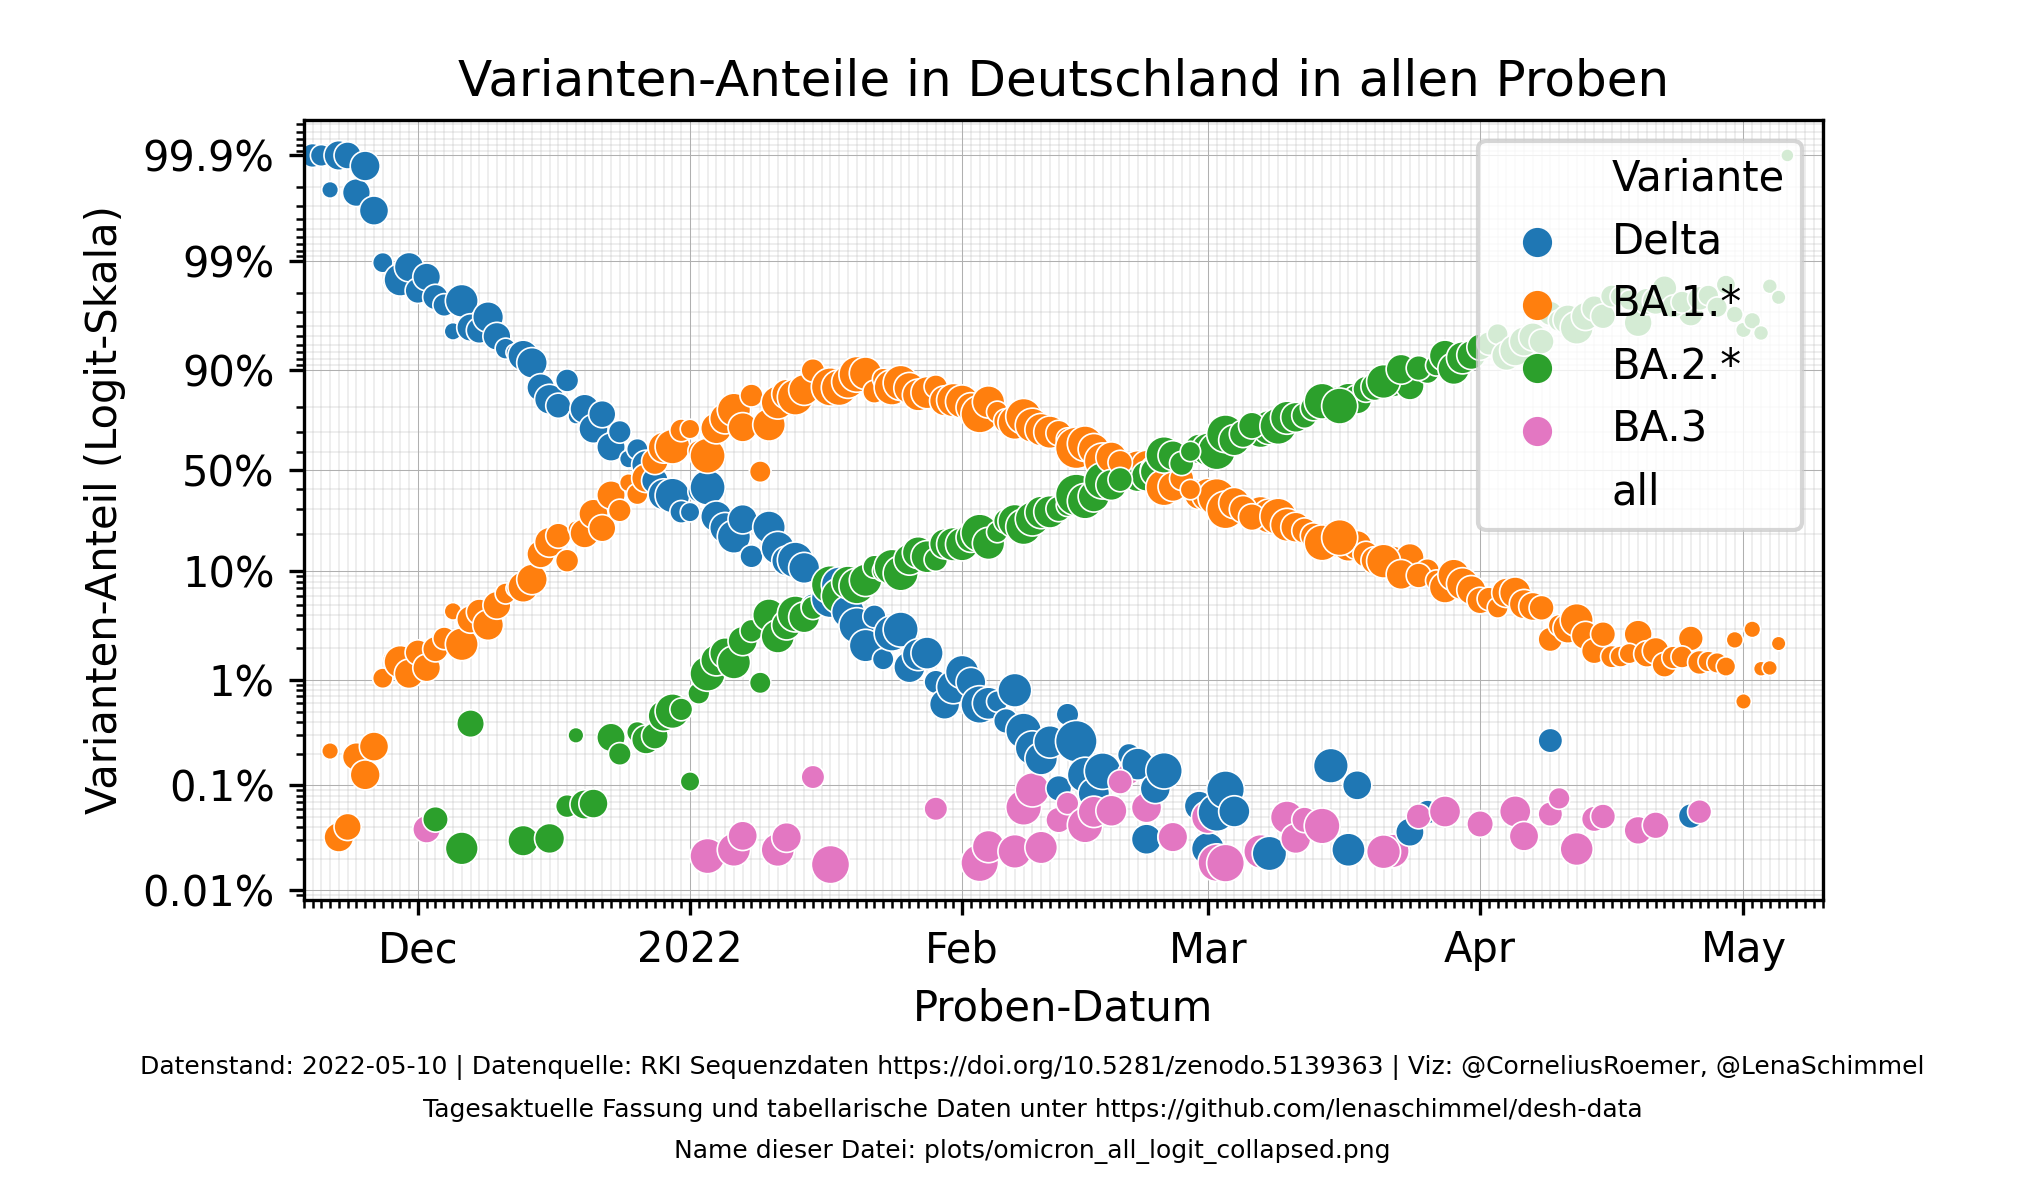 Varianten-Anteile in Deutschland in allen Proben
Varianten-Anteil (Logit-Skala)
99.9%
99%
90%
50%
10%
1%
0.1%
0.01%
Variante
Delta
BA.1.*
BA.2.*
BA.3
all
Dec
2022
Feb
Mar
Apr
May
Proben-Datum
Datenstand: 2022-05-10 | Datenquelle: RKI Sequenzdaten https://doi.org/10.5281/zenodo.5139363 | Viz: @CorneliusRoemer, @LenaSchimmel
Tagesaktuelle Fassung und tabellarische Daten unter https://github.com/lenaschimmel/desh-data
Name dieser Datei: plots/omicron_all_logit_collapsed.png